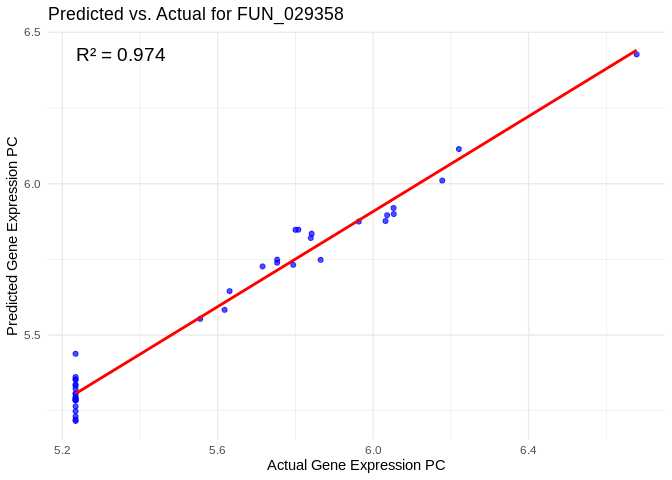 Predicted vs. Actual for FUN_029358
R² = 0.974
Predicted Gene Expression PC
6.5
6.0
5.5
5.2
5.6
6.0
6.4
Actual Gene Expression PC